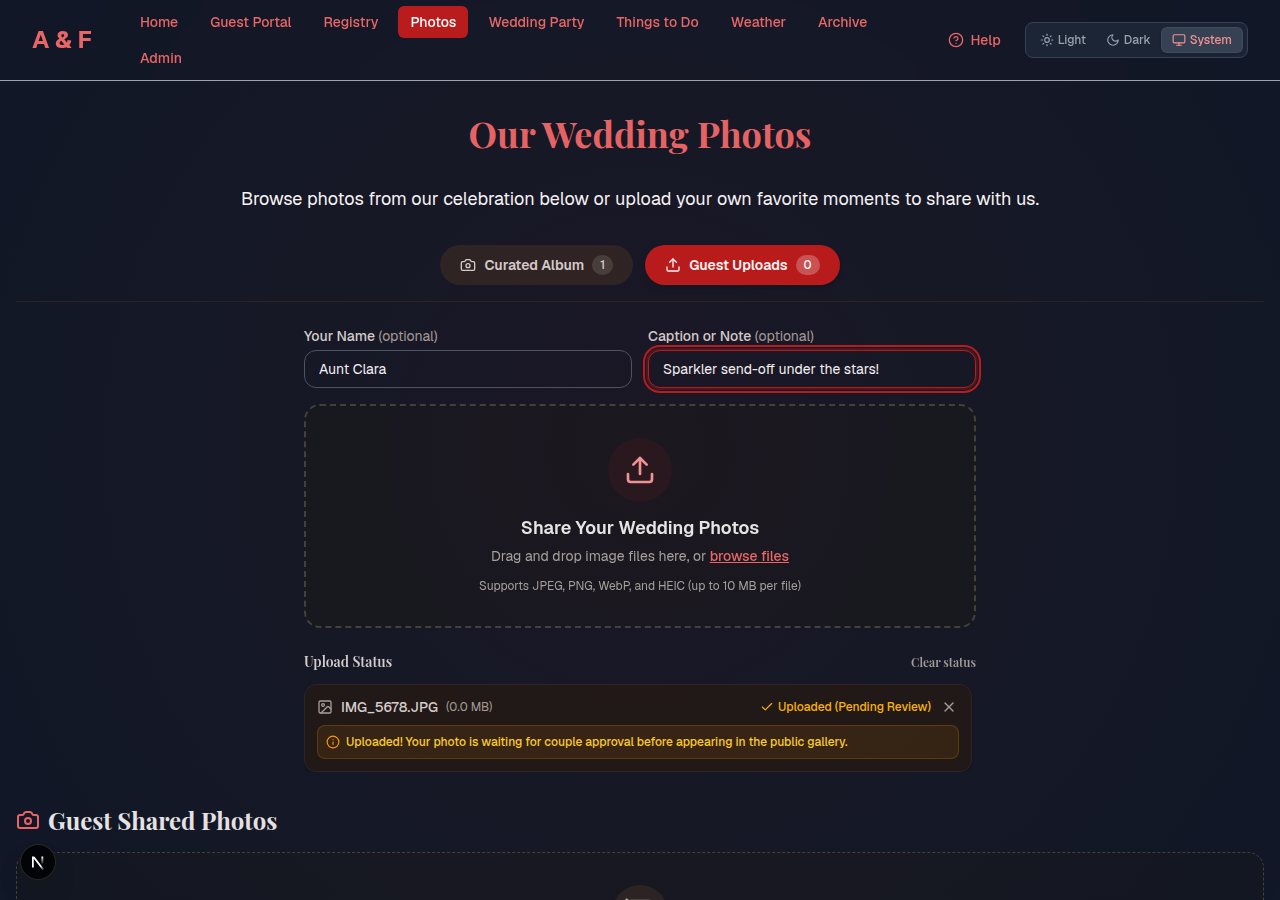 A & F
Home Guest Portal Registry Photos Wedding Party Things to Do Weather Archive
Admin
Help
Light Dark System
Our Wedding Photos
Browse photos from our celebration below or upload your own favorite moments to share with us.
Curated Album 1 Guest Uploads 0
Your Name (optional) Caption or Note (optional)
Aunt Clara Sparkler send-off under the stars!
Share Your Wedding Photos
Drag and drop image files here, or browse files
Supports JPEG, PNG, WebP, and HEIC (up to 10 MB per file)
Upload Status Clear status
IMG_5678.JPG (0.0 MB) Uploaded (Pending Review)
Uploaded! Your photo is waiting for couple approval before appearing in the public gallery.
Guest Shared Photos
N